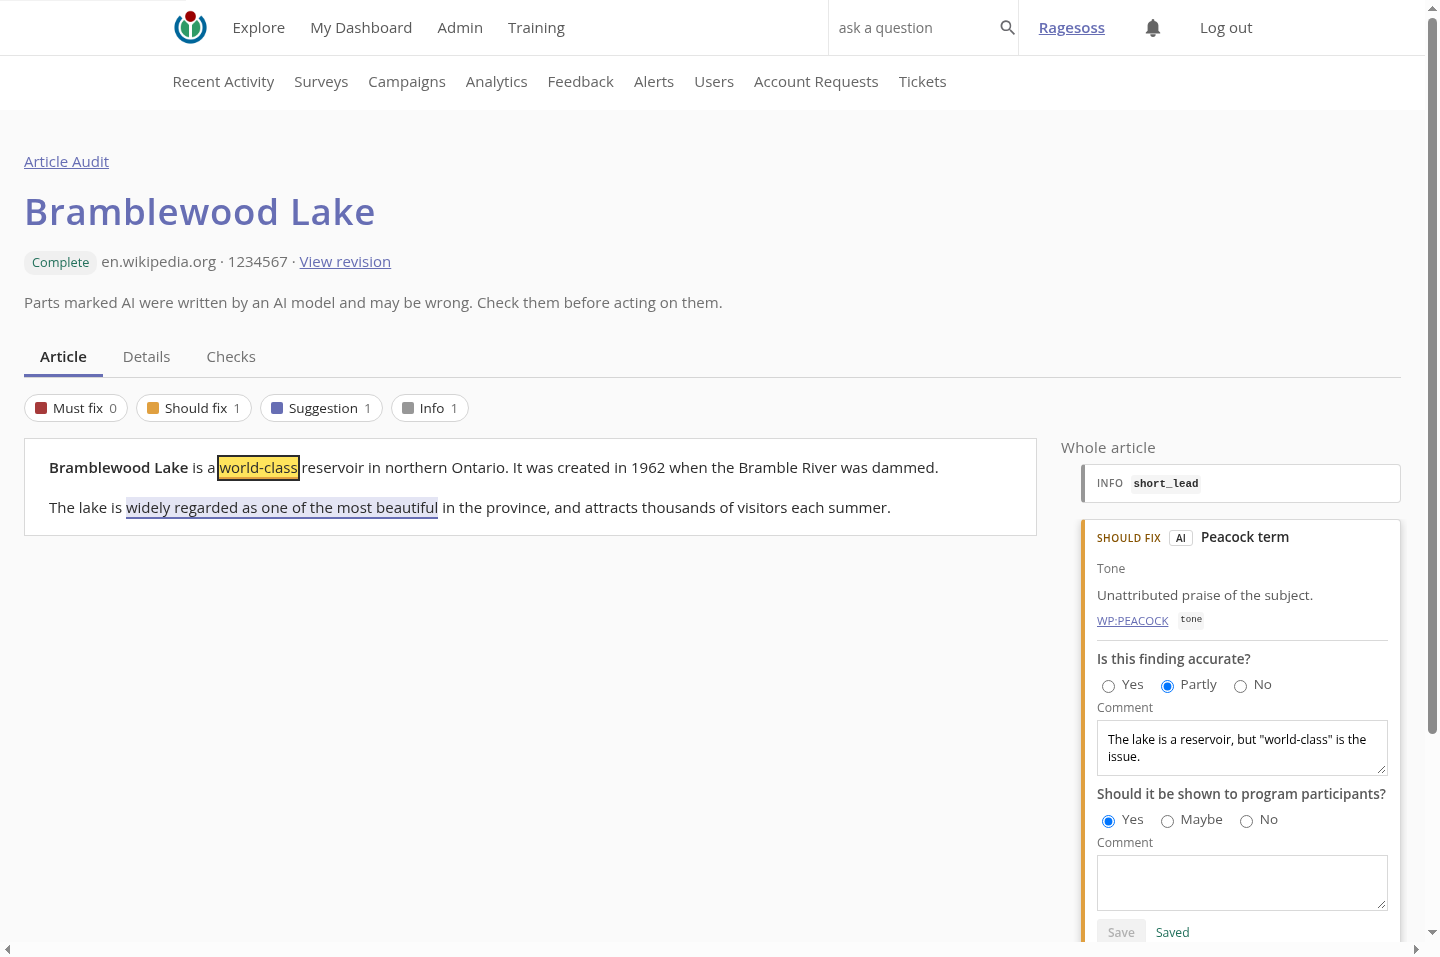 Explore My Dashboard Admin Training ask a question Ragesoss Log out
Recent Activity Surveys Campaigns Analytics Feedback Alerts Users Account Requests Tickets
Article Audit
Bramblewood Lake
Complete en.wikipedia.org · 1234567 · View revision
Parts marked AI were written by an AI model and may be wrong. Check them before acting on them.
Article Details Checks
Must fix 0 Should fix 1 Suggestion 1 Info 1
Bramblewood Lake is a world-class reservoir in northern Ontario. It was created in 1962 when the Bramble River was dammed.
The lake is widely regarded as one of the most beautiful in the province, and attracts thousands of visitors each summer.
Whole article
INFO short_lead
SHOULD FIX AI Peacock term
Tone
Unattributed praise of the subject.
WP:PEACOCK tone
Is this finding accurate?
Yes Partly No
Comment
The lake is a reservoir, but "world-class" is the
issue.
Should it be shown to program participants?
Yes Maybe No
Comment
Save Saved